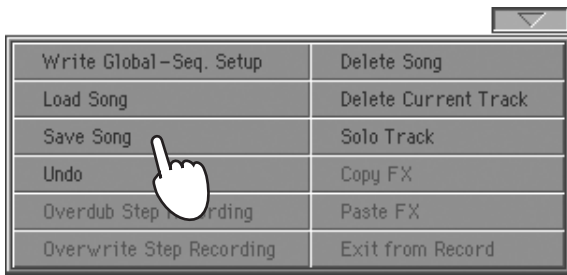 Write Global-Seq. Setup
Delete Song
Load Song
Delete Current Track
Save Song
Solo Track
Undo
Copy FX
Overdub Step rding
Paste FX
Overwrite Step Recording
Exit from Record